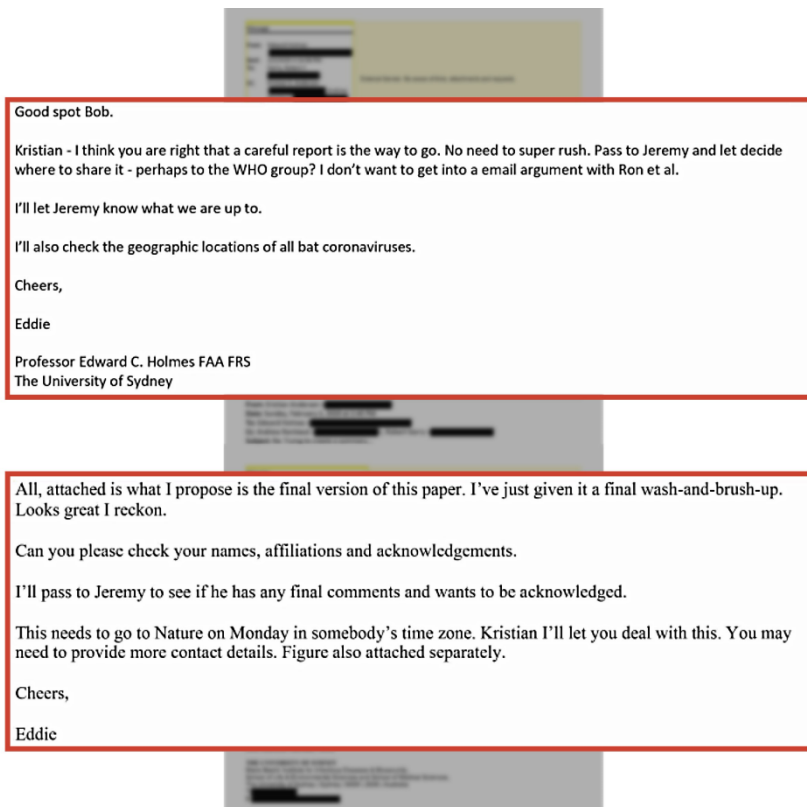 Good spot Bob.
Kristian - I think you are right that a careful report is the way to go. No need to super rush. Pass to Jeremy and let decide
where to share it - perhaps to the WHO group? I don't want to get into a email argument with Ron et al.
I'll let Jeremy know what we are up to.
I'll also check the geographic locations of all bat coronaviruses.
Cheers,
Eddie
Professor Edward C. Holmes FAA FRS
The University of Sydney
All, attached is what I propose is the final version of this paper. I've just given it a final wash-and-brush-up.
Looks great I reckon.
Can you please check your names, affiliations and acknowledgements.
I'll pass to Jeremy to see if he has any final comments and wants to be acknowledged.
This needs to go to Nature on Monday in somebody's time zone. Kristian I'll let you deal with this. You may
need to provide more contact details. Figure also attached separately.
Cheers,
Eddie